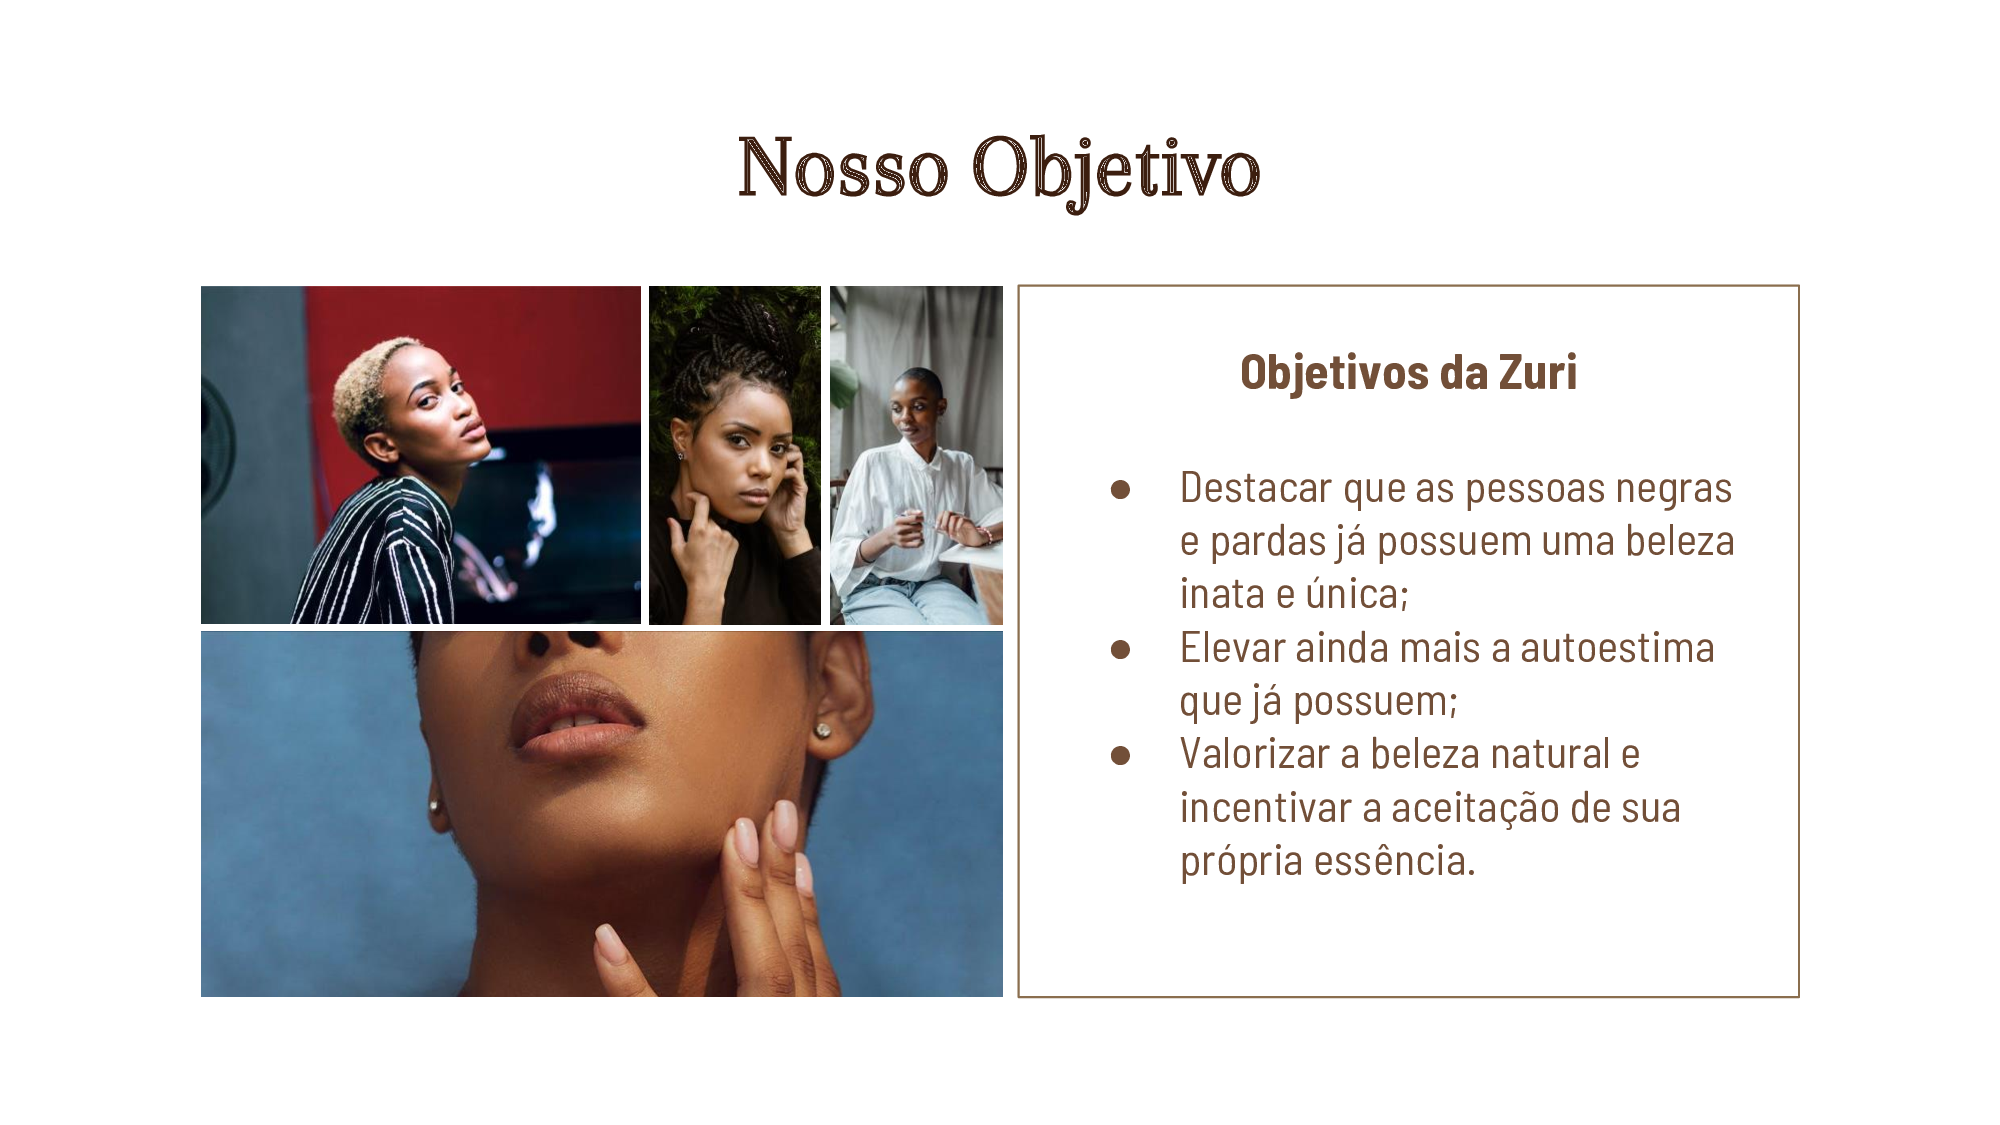 Nosso Objetivo
Objetivos da Zuri
● Destacar que as pessoas negras
e pardas já possuem uma beleza
inata e única;
● Elevar ainda mais a autoestima
que já possuem;
● Valorizar a beleza natural e
incentivar a aceitação de sua
própria essência.